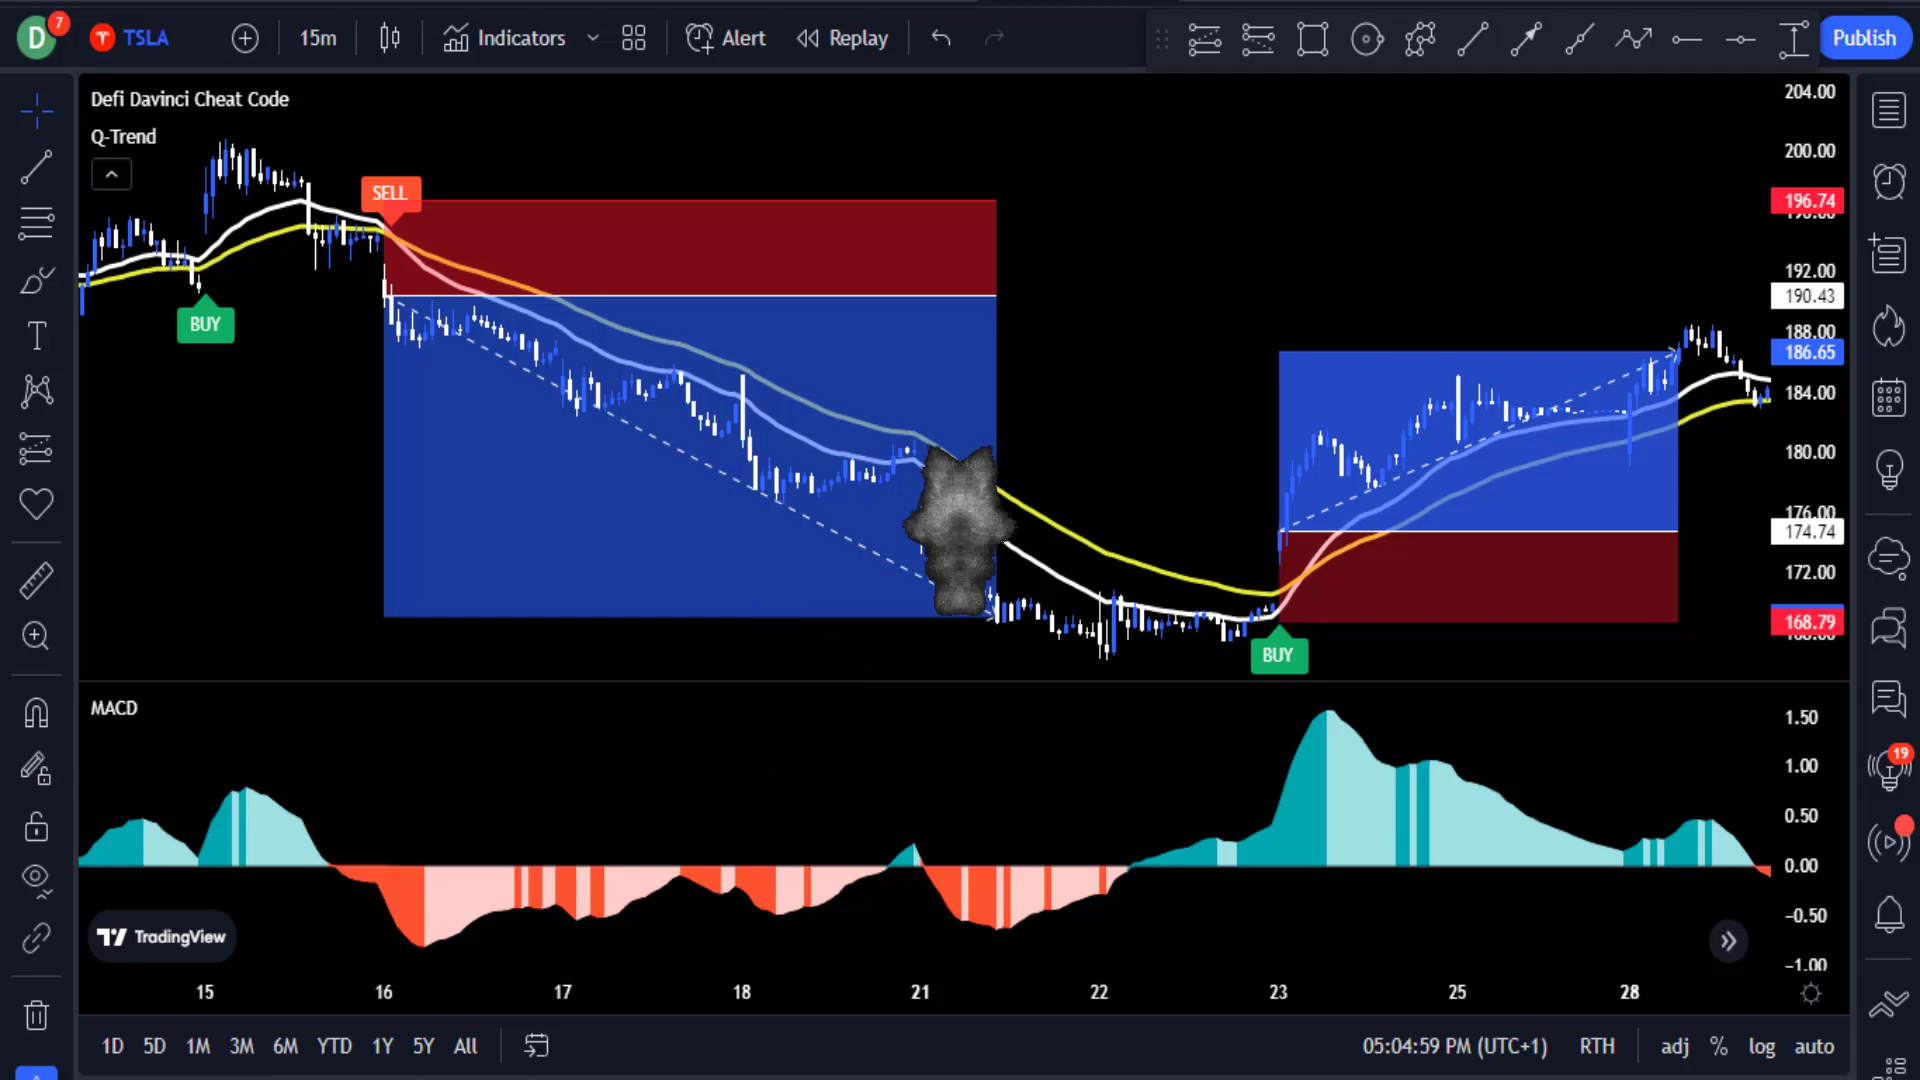 D 7 TSLA 15m Indicators Alert Replay Publish
Defi Davinci Cheat Code
Q-Trend
SELL
BUY
BUY
204.00
200.00
196.74
192.00
190.43
188.00
186.65
184.00
180.00
176.00
174.74
172.00
168.79
MACD
1.50
1.00
0.50
0.00
−0.50
−1.00
19
TradingView
15 16 17 18 21 22 23 25 28
1D 5D 1M 3M 6M YTD 1Y 5Y All 05:04:59 PM (UTC+1) RTH adj % log auto